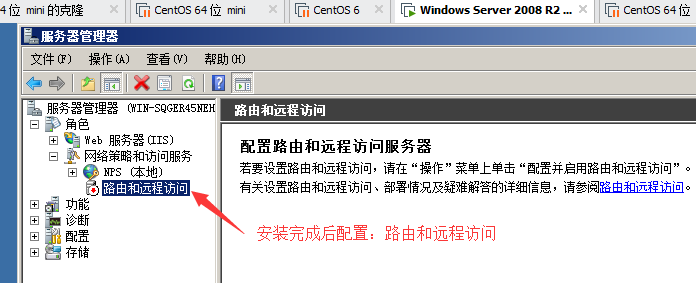 4 位  mini 的克隆
CentOS 64 位  mini
CentOS 6
Windows Server 2008 R2 ...
CentOS 64 位
服务器管理器
文件(F)  操作(A)  查看(V)  帮助(H)
服务器管理器 (WIN-SQGER45NEH
角色
Web 服务器(IIS)
网络策略和访问服务
NPS (本地)
路由和远程访问
功能
诊断
配置
存储
路由和远程访问
配置路由和远程访问服务器
若要设置路由和远程访问，请在“操作”菜单上单击“配置并启用路由和远程访问”。
有关设置路由和远程访问、部署情况及疑难解答的详细信息，请参阅路由和远程访问。
安装完成后配置：路由和远程访问